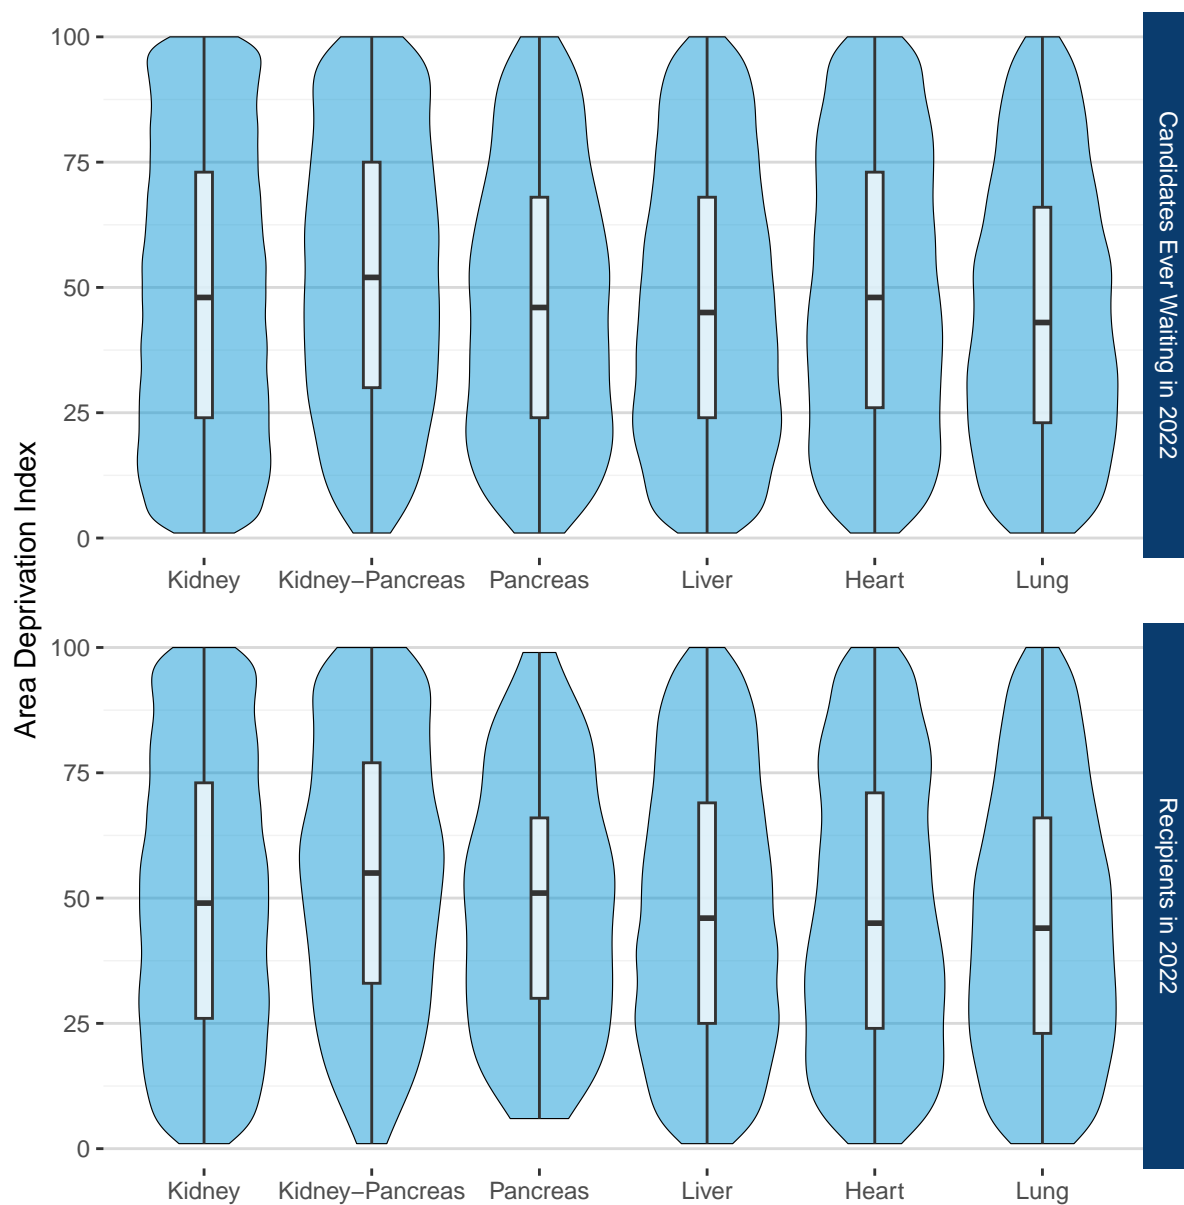 Area Deprivation Index
100
75
50
25
0
Kidney
Kidney–Pancreas
Pancreas
Liver
Heart
Lung
Candidates Ever Waiting in 2022
100
75
50
25
0
Kidney
Kidney–Pancreas
Pancreas
Liver
Heart
Lung
Recipients in 2022